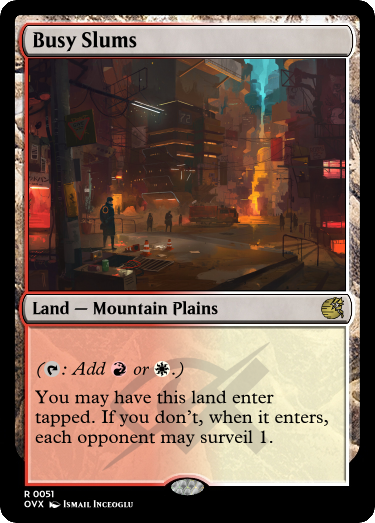 Busy Slums
Land — Mountain Plains
(T: Add R or W.)
You may have this land enter
tapped. If you don't, when it enters,
each opponent may surveil 1.
R 0051
OVX Ismail Inceoglu